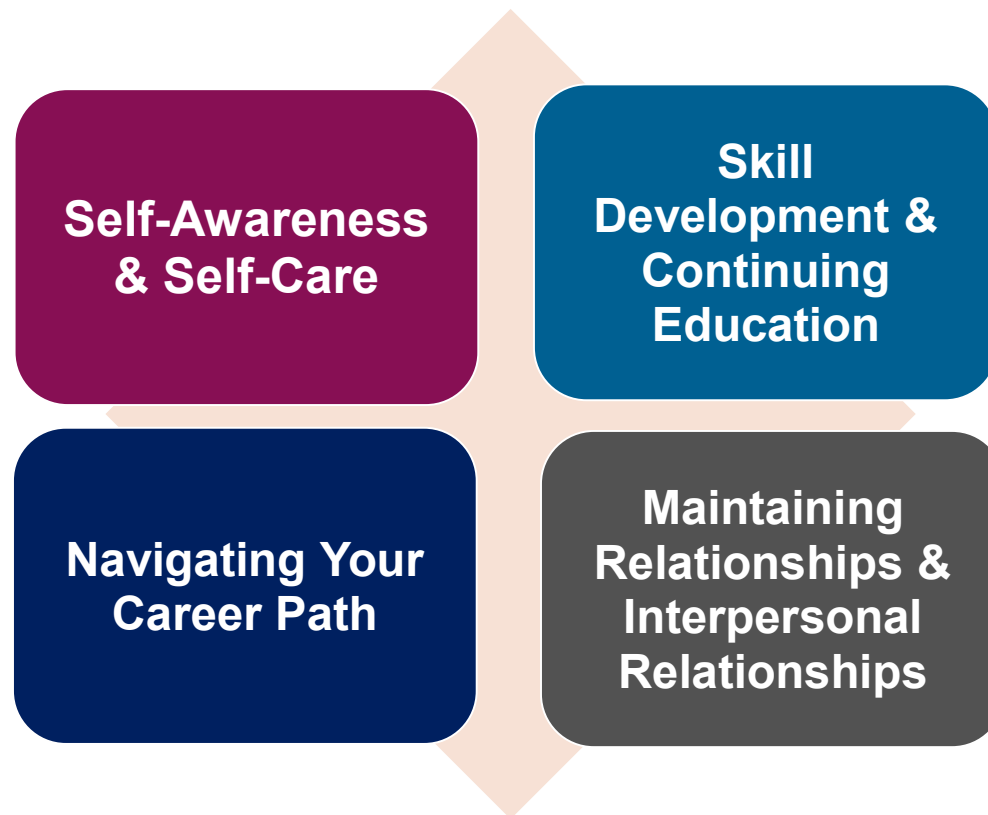 Self-Awareness
& Self-Care
Skill
Development &
Continuing
Education
Navigating Your
Career Path
Maintaining
Relationships &
Interpersonal
Relationships